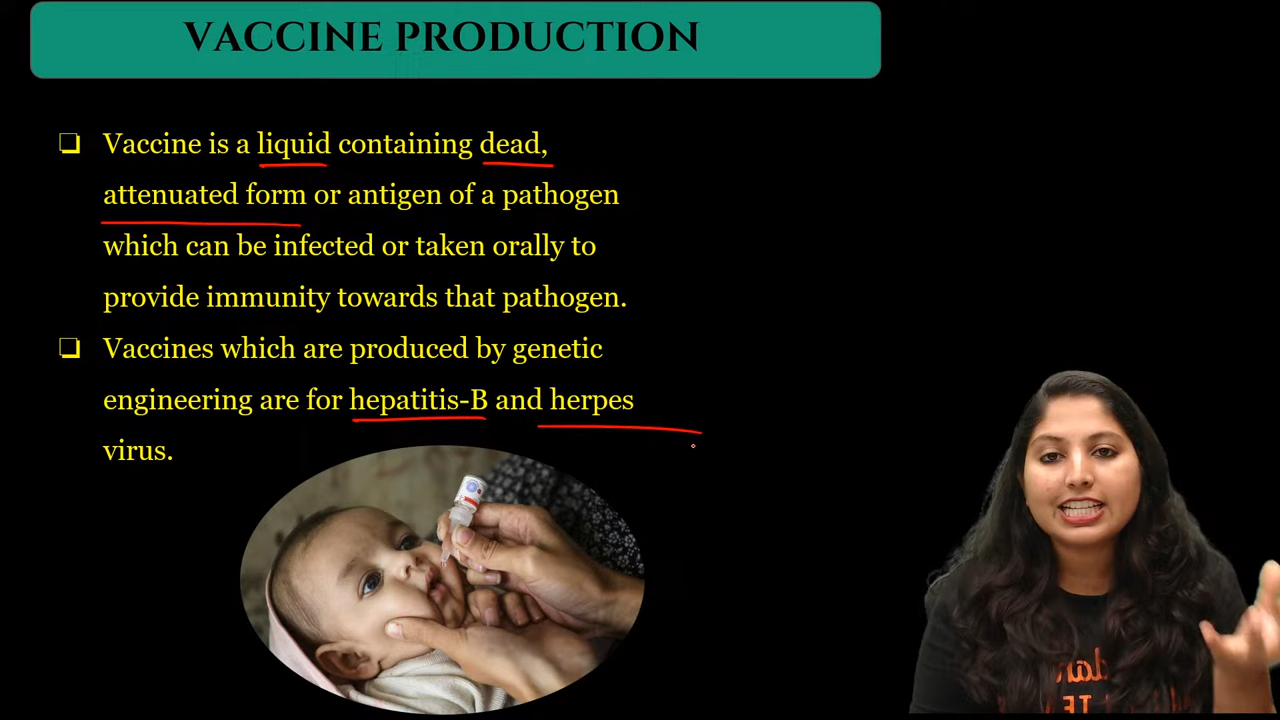 VACCINE PRODUCTION
❑ Vaccine is a liquid containing dead,
attenuated form or antigen of a pathogen
which can be infected or taken orally to
provide immunity towards that pathogen.
❑ Vaccines which are produced by genetic
engineering are for hepatitis-B and herpes
virus.